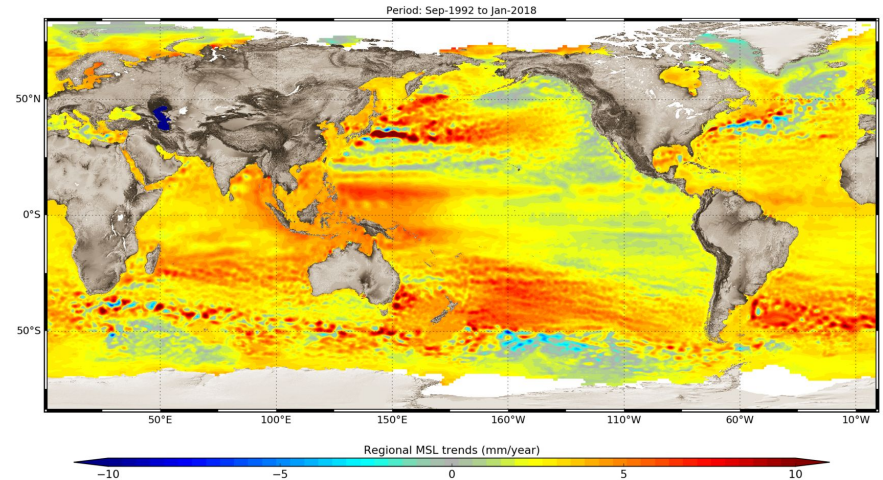 Period: Sep-1992 to Jan-2018
50°N
0°S
50°S
50°E
100°E
150°E
160°W
110°W
60°W
10°W
Regional MSL trends (mm/year)
−10
−5
0
5
10